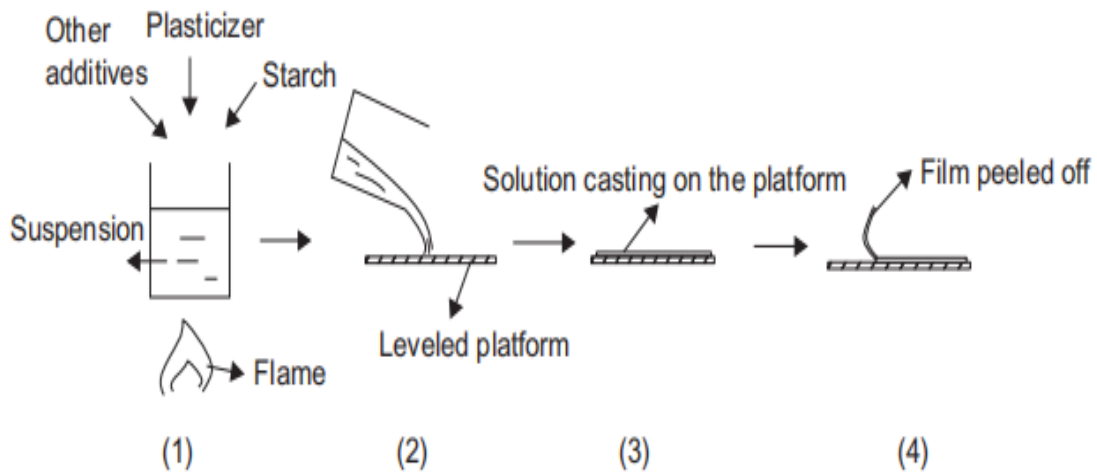 Other
additives
Plasticizer
Starch
Suspension
Flame
Leveled platform
Solution casting on the platform
Film peeled off
(1)
(2)
(3)
(4)